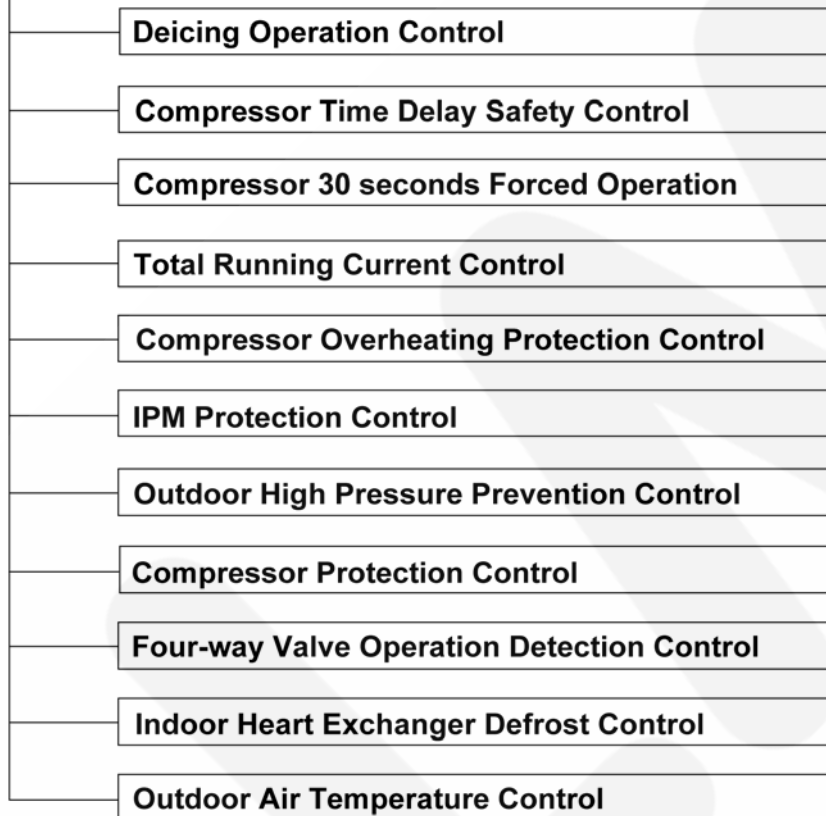 Deicing Operation Control
Compressor Time Delay Safety Control
Compressor 30 seconds Forced Operation
Total Running Current Control
Compressor Overheating Protection Control
IPM Protection Control
Outdoor High Pressure Prevention Control
Compressor Protection Control
Four-way Valve Operation Detection Control
Indoor Heart Exchanger Defrost Control
Outdoor Air Temperature Control